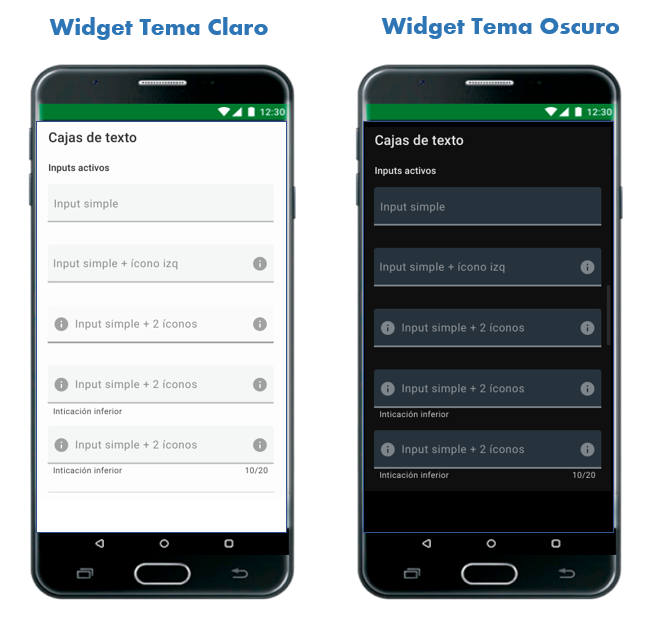 Widget Tema Claro
12:30
Cajas de texto
Inputs activos
Input simple
Input simple + ícono izq
Input simple + 2 íconos
Input simple + 2 íconos
Inticación inferior
Input simple + 2 íconos
Inticación inferior 10/20
Widget Tema Oscuro
12:30
Cajas de texto
Inputs activos
Input simple
Input simple + ícono izq
Input simple + 2 íconos
Input simple + 2 íconos
Inticación inferior
Input simple + 2 íconos
Inticación inferior 10/20